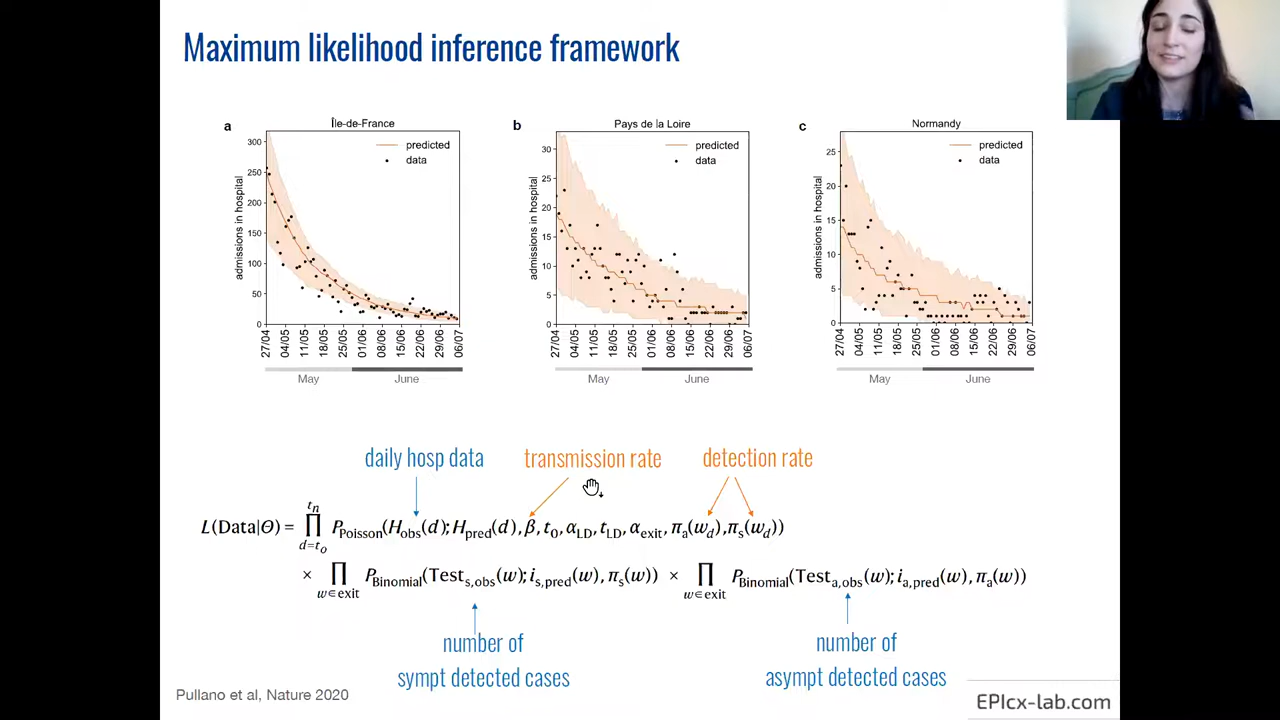 Maximum likelihood inference framework
a
Île-de-France
predicted
data
admissions in hospital
300
250
200
150
100
50
0
27/04
04/05
11/05
18/05
25/05
01/06
08/06
15/06
22/06
29/06
06/07
May
June
b
Pays de la Loire
predicted
data
admissions in hospital
30
25
20
15
10
5
0
27/04
04/05
11/05
18/05
25/05
01/06
08/06
15/06
22/06
29/06
06/07
May
June
c
Normandy
predicted
data
admissions in hospital
25
20
15
10
5
0
27/04
04/05
11/05
18/05
25/05
01/06
08/06
15/06
22/06
29/06
06/07
May
June
daily hosp data
transmission rate
detection rate
L(Data|Θ) = ∏_{d=t_o}^{t_n} P_Poisson(H_obs(d); H_pred(d), β, t_0, α_LD, t_LD, α_exit, π_a(w_d), π_s(w_d))
× ∏_{w∈exit} P_Binomial(Test_{s,obs}(w); i_{s,pred}(w), π_s(w)) × ∏_{w∈exit} P_Binomial(Test_{a,obs}(w); i_{a,pred}(w), π_a(w))
number of
sympt detected cases
number of
asympt detected cases
Pullano et al, Nature 2020
EPIcx-lab.com